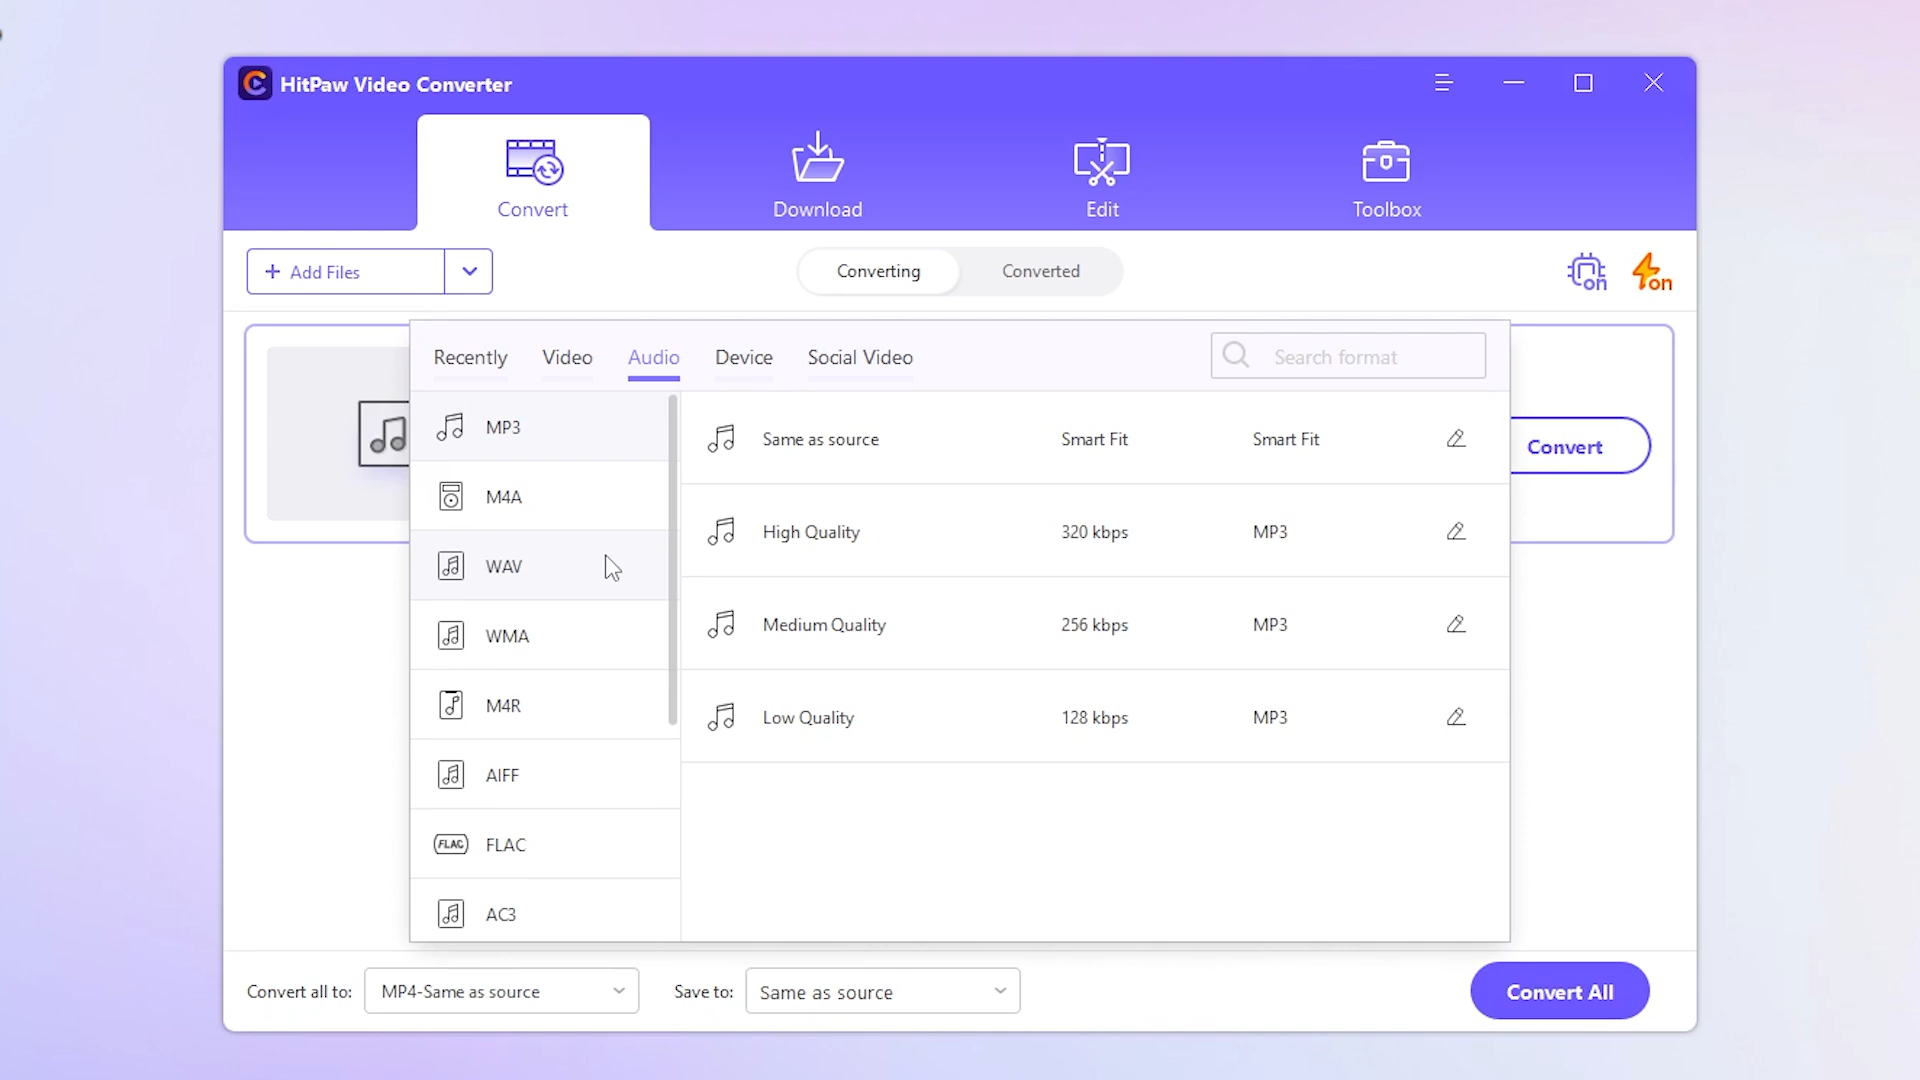 HitPaw Video Converter
Convert
Download
Edit
Toolbox
+ Add Files
Converting
Converted
on
on
Recently
Video
Audio
Device
Social Video
Search format
MP3
M4A
WAV
WMA
M4R
AIFF
FLAC FLAC
AC3
Same as source Smart Fit Smart Fit
High Quality 320 kbps MP3
Medium Quality 256 kbps MP3
Low Quality 128 kbps MP3
Convert
Convert all to: MP4-Same as source
Save to: Same as source
Convert All